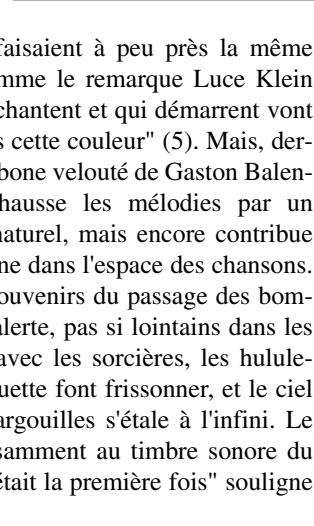 faisaient à peu près la même
mme le remarque Luce Klein
chantent et qui démarrent vont
s cette couleur" (5). Mais, der-
bone velouté de Gaston Balen-
hausse les mélodies par un
naturel, mais encore contribue
ne dans l'espace des chansons.
ouvenirs du passage des bom-
alerte, pas si lointains dans les
avec les sorcières, les hulule-
uette font frissonner, et le ciel
argouilles s'étale à l'infini. Le
samment au timbre sonore du
était la première fois" souligne